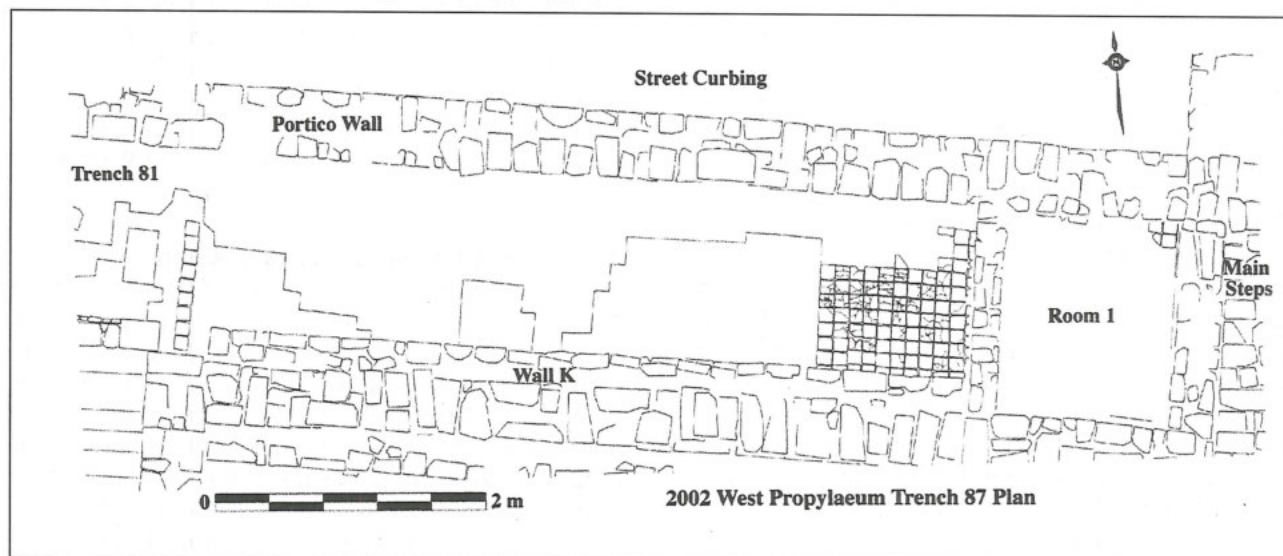 Street Curbing
N
Portico Wall
Trench 81
Main
Steps
Room 1
Wall K
0
2 m
2002 West Propylaeum Trench 87 Plan